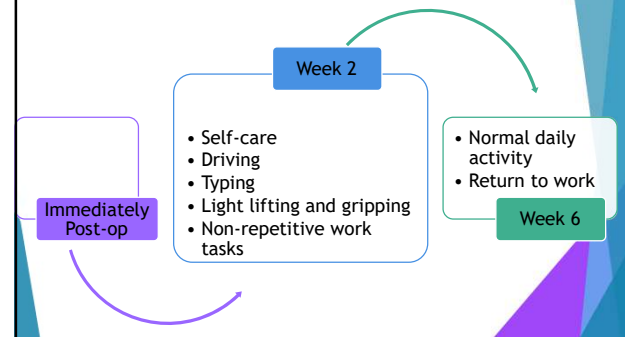 Immediately
Post-op
Week 2
• Self-care
• Driving
• Typing
• Light lifting and gripping
• Non-repetitive work
tasks
• Normal daily
activity
• Return to work
Week 6